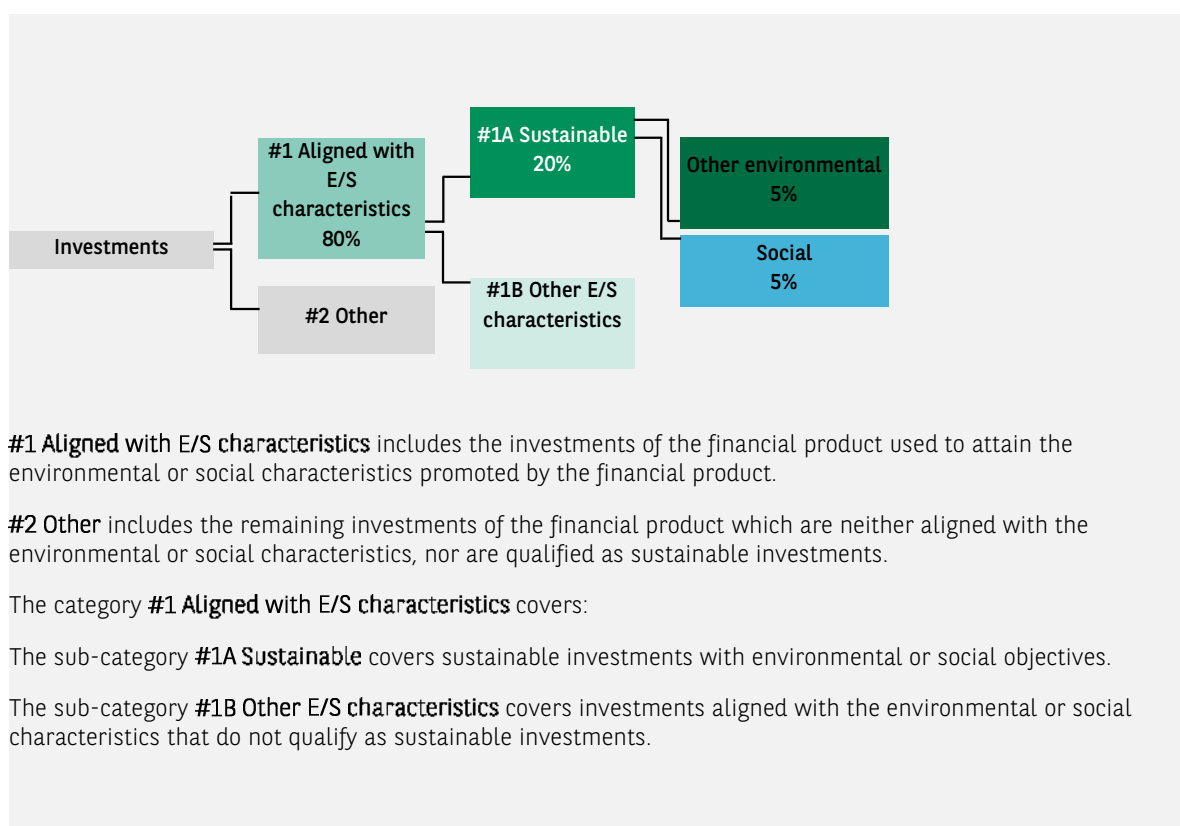 Investments
#1 Aligned with
E/S
characteristics
80%
#2 Other
#1A Sustainable
20%
#1B Other E/S
characteristics
Other environmental
5%
Social
5%
#1 Aligned with E/S characteristics includes the investments of the financial product used to attain the
environmental or social characteristics promoted by the financial product.
#2 Other includes the remaining investments of the financial product which are neither aligned with the
environmental or social characteristics, nor are qualified as sustainable investments.
The category #1 Aligned with E/S characteristics covers:
The sub-category #1A Sustainable covers sustainable investments with environmental or social objectives.
The sub-category #1B Other E/S characteristics covers investments aligned with the environmental or social
characteristics that do not qualify as sustainable investments.